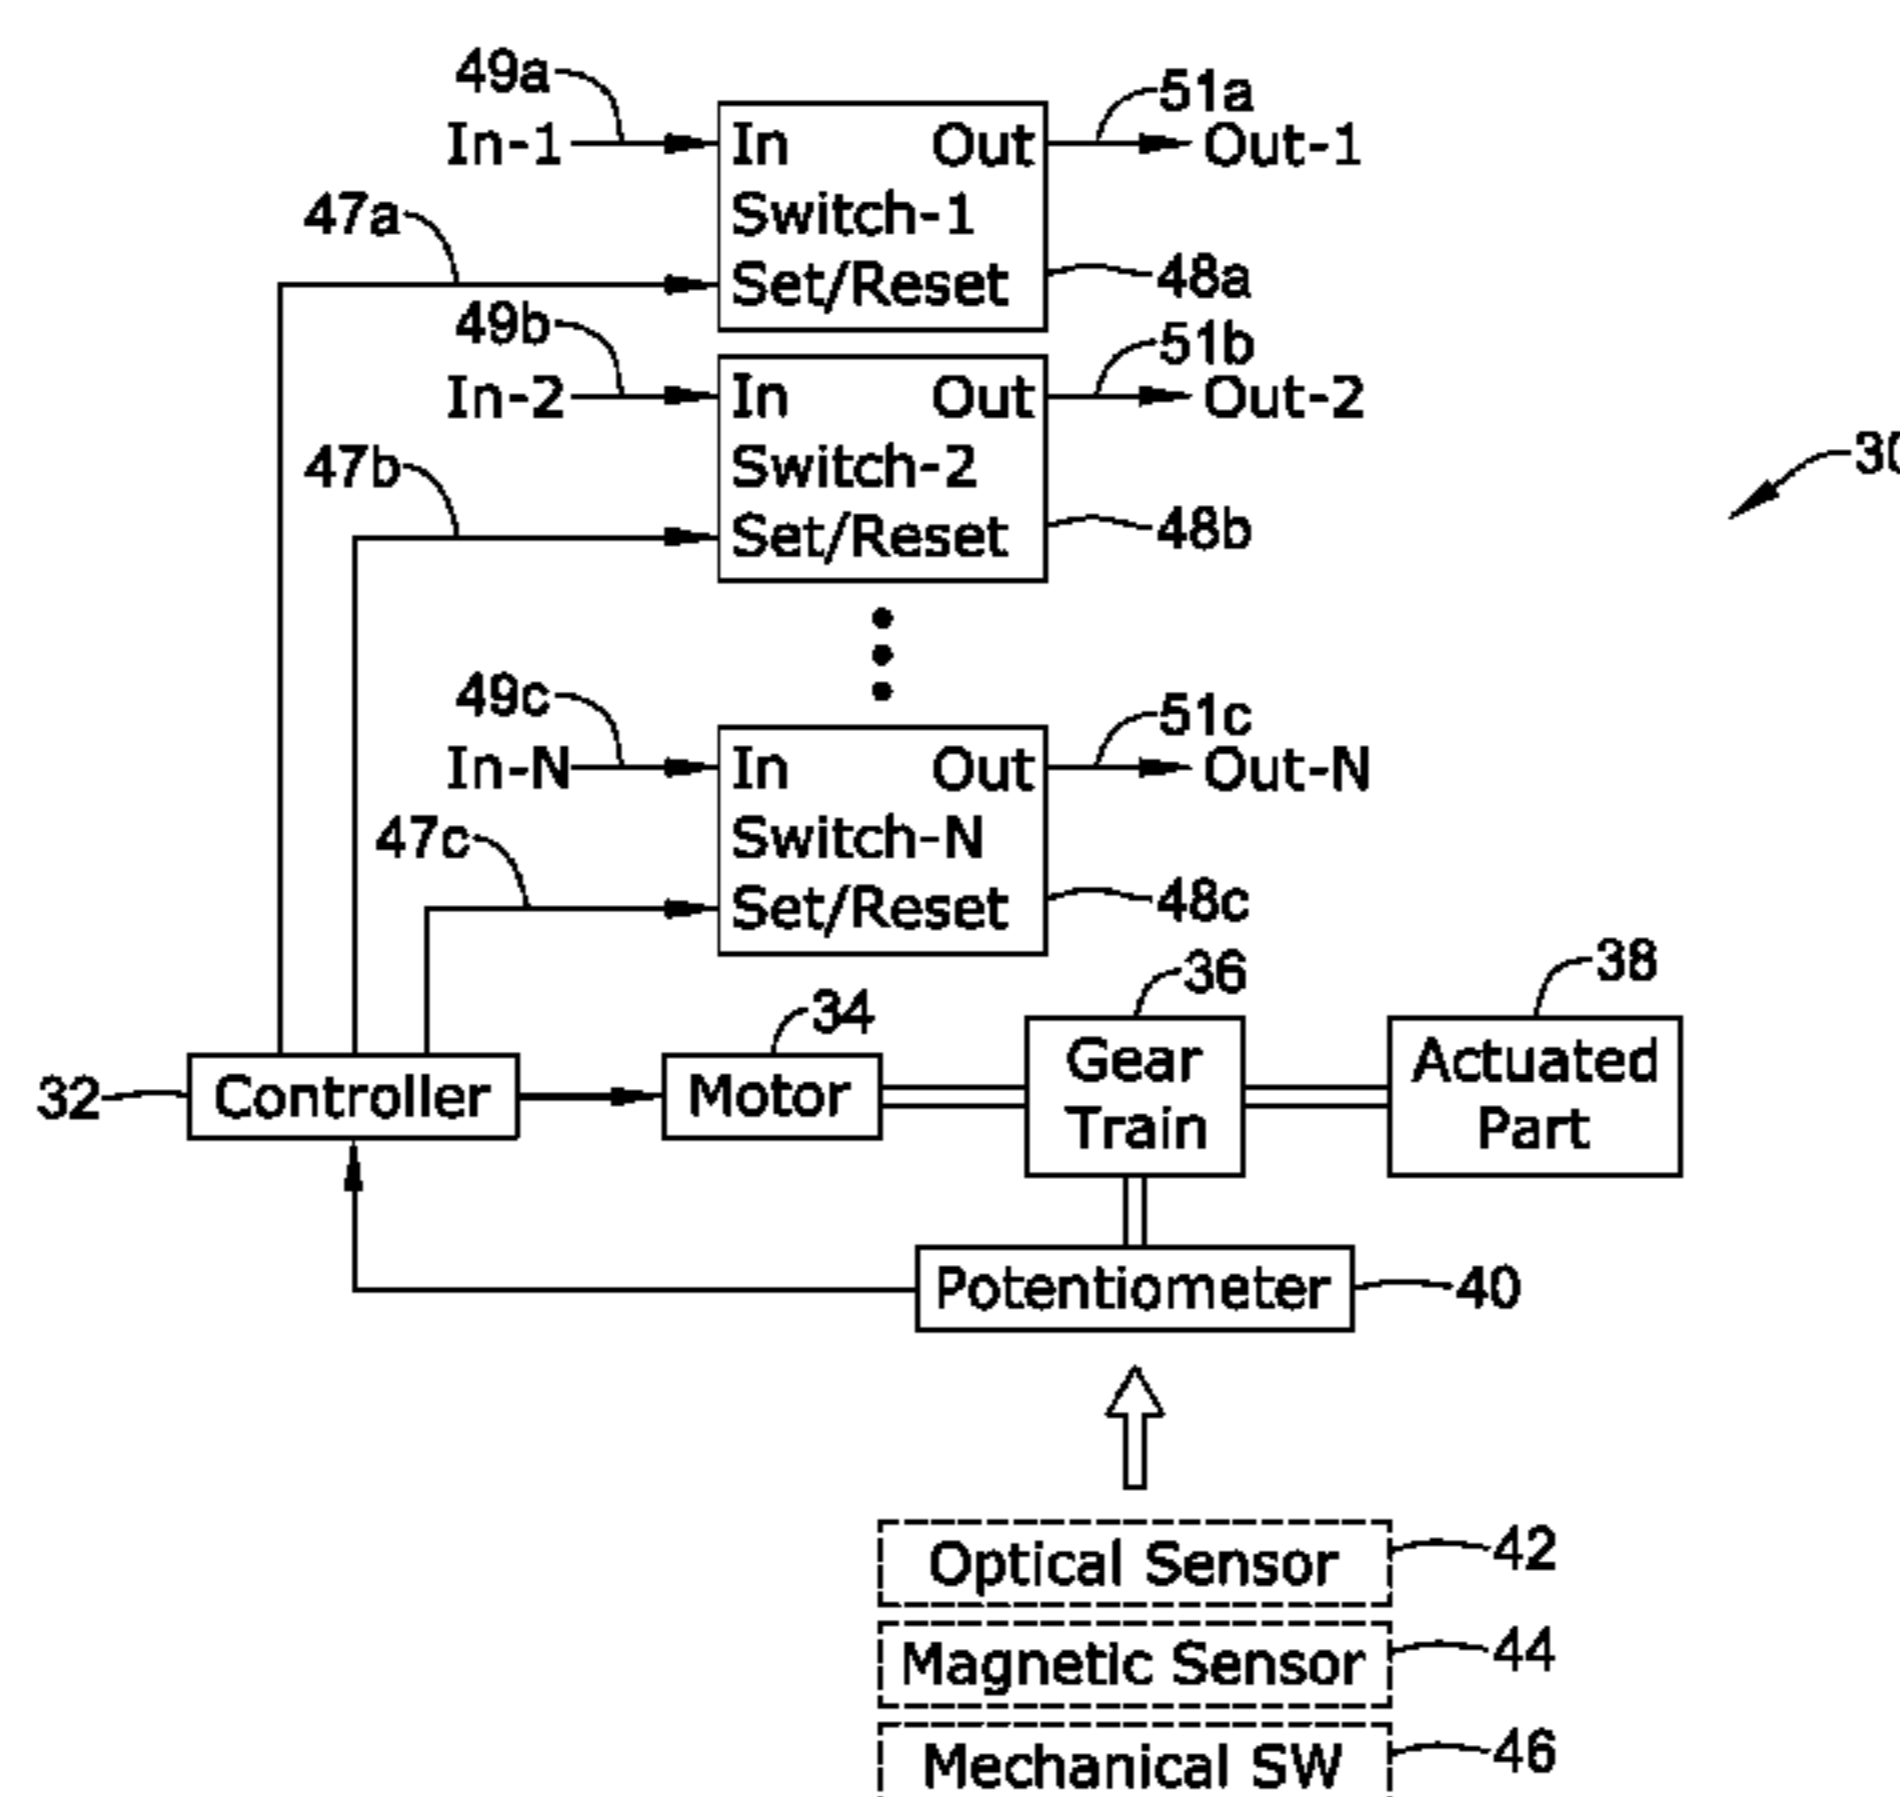 49a
51a
In-1
In
Out
Out-1
47a
Switch-1
Set/Reset
48a
49b
51b
In-2
In
Out
Out-2
30
47b
Switch-2
Set/Reset
48b
49c
51c
In-N
In
Out
Out-N
47c
Switch-N
Set/Reset
48c
36
38
34
32
Controller
Motor
Gear
Train
Actuated
Part
Potentiometer
40
Optical Sensor
42
Magnetic Sensor
44
Mechanical SW
46